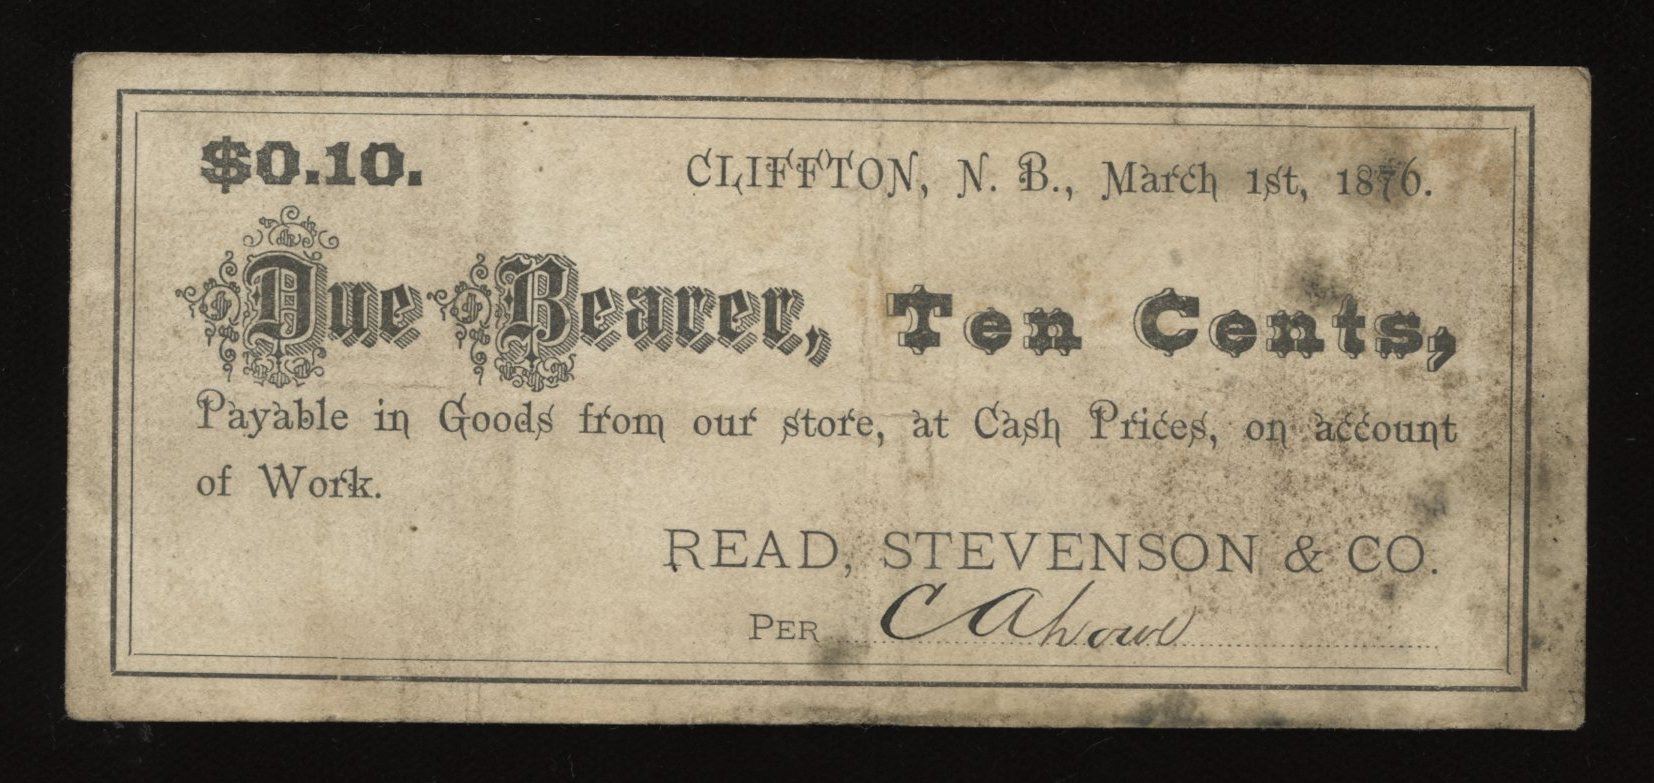 $0.10.
CLIFFTON, N. B., March 1st, 1876.
Due Bearer, Ten Cents,
Payable in Goods from our store, at Cash Prices, on account
of Work.
READ, STEVENSON & CO.
PER C A Howe